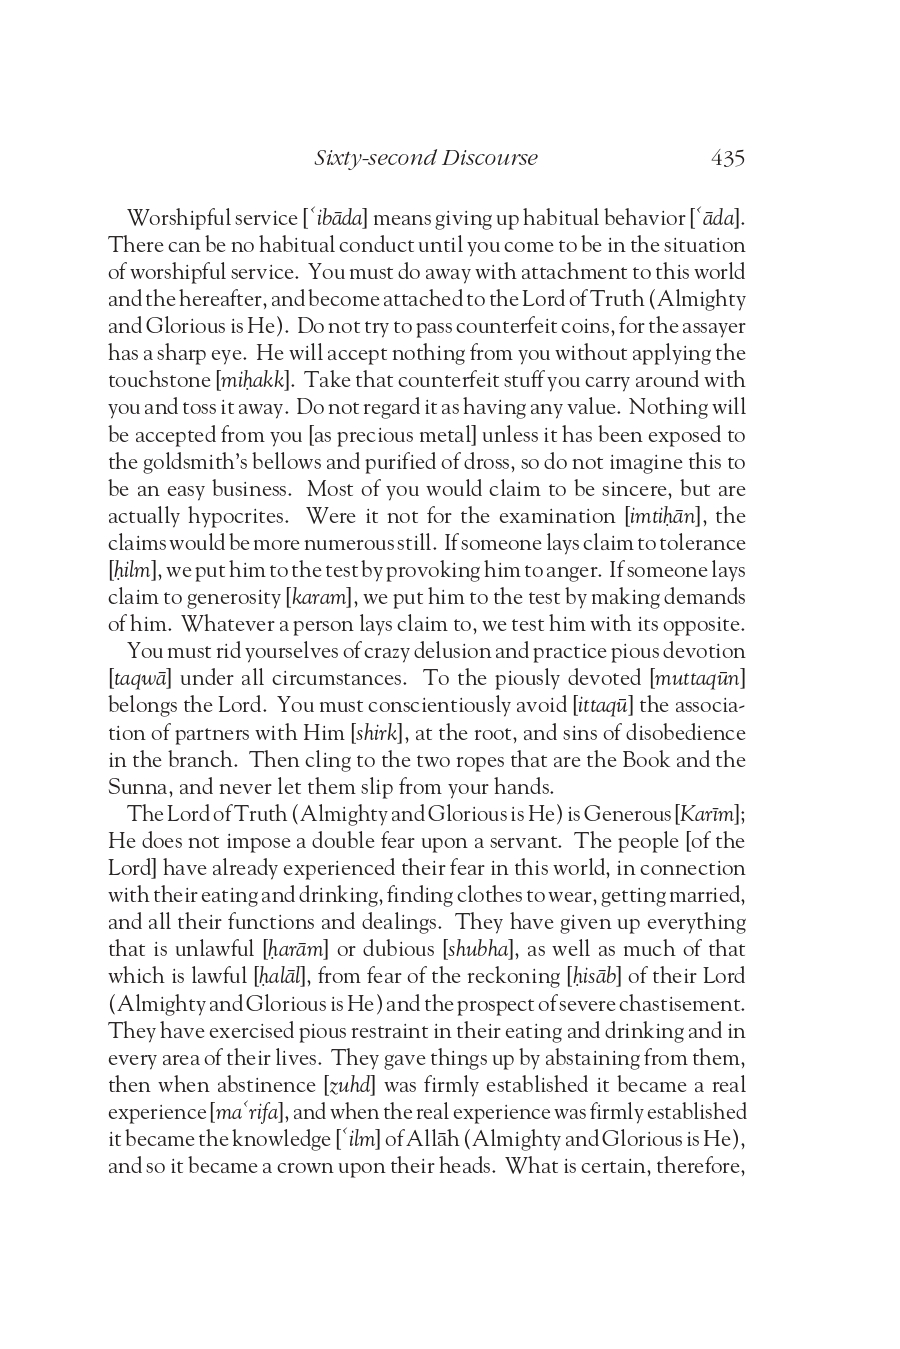 Sixty-second Discourse 435
Worshipful service [ʿibāda] means giving up habitual behavior [ʿāda].
There can be no habitual conduct until you come to be in the situation
of worshipful service. You must do away with attachment to this world
and the hereafter, and become attached to the Lord of Truth (Almighty
and Glorious is He). Do not try to pass counterfeit coins, for the assayer
has a sharp eye. He will accept nothing from you without applying the
touchstone [miḥakk]. Take that counterfeit stuff you carry around with
you and toss it away. Do not regard it as having any value. Nothing will
be accepted from you [as precious metal] unless it has been exposed to
the goldsmith’s bellows and purified of dross, so do not imagine this to
be an easy business. Most of you would claim to be sincere, but are
actually hypocrites. Were it not for the examination [imtiḥān], the
claims would be more numerous still. If someone lays claim to tolerance
[ḥilm], we put him to the test by provoking him to anger. If someone lays
claim to generosity [karam], we put him to the test by making demands
of him. Whatever a person lays claim to, we test him with its opposite.
You must rid yourselves of crazy delusion and practice pious devotion
[taqwā] under all circumstances. To the piously devoted [muttaqūn]
belongs the Lord. You must conscientiously avoid [ittaqū] the associa-
tion of partners with Him [shirk], at the root, and sins of disobedience
in the branch. Then cling to the two ropes that are the Book and the
Sunna, and never let them slip from your hands.
The Lord of Truth (Almighty and Glorious is He) is Generous [Karīm];
He does not impose a double fear upon a servant. The people [of the
Lord] have already experienced their fear in this world, in connection
with their eating and drinking, finding clothes to wear, getting married,
and all their functions and dealings. They have given up everything
that is unlawful [ḥarām] or dubious [shubha], as well as much of that
which is lawful [ḥalāl], from fear of the reckoning [ḥisāb] of their Lord
(Almighty and Glorious is He) and the prospect of severe chastisement.
They have exercised pious restraint in their eating and drinking and in
every area of their lives. They gave things up by abstaining from them,
then when abstinence [zuhd] was firmly established it became a real
experience [maʿrifa], and when the real experience was firmly established
it became the knowledge [ʿilm] of Allāh (Almighty and Glorious is He),
and so it became a crown upon their heads. What is certain, therefore,